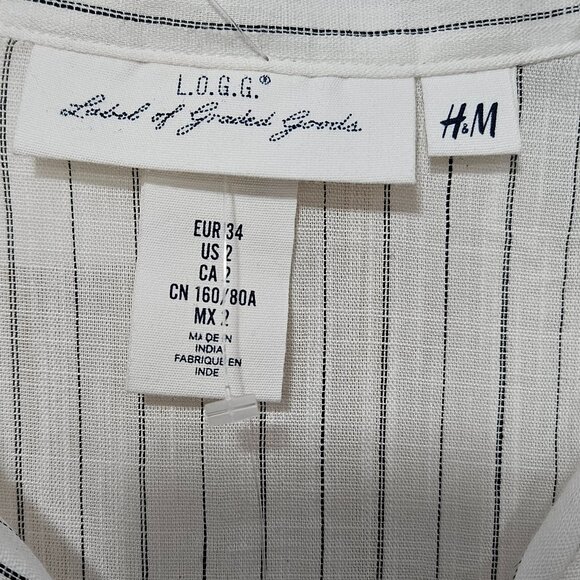 L.O.G.G.®
Label of Graded Goods
H&M
EUR 34
US 2
CA 2
CN 160/80A
MX 2
MADE IN
INDIA
FABRIQUE EN
INDE